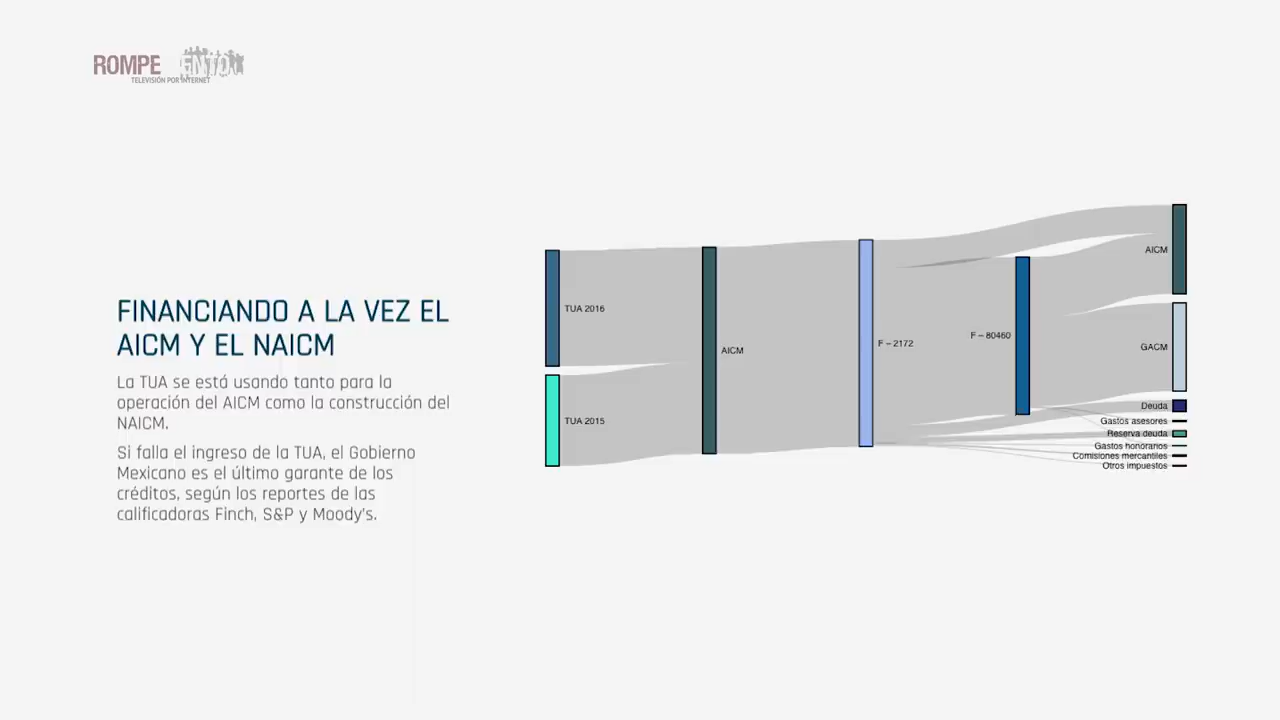 ROMPE
TELEVISIÓN POR INTERNET
FINANCIANDO A LA VEZ EL
AICM Y EL NAICM
La TUA se está usando tanto para la
operación del AICM como la construcción del
NAICM.
Si falla el ingreso de la TUA, el Gobierno
Mexicano es el último garante de los
créditos, según los reportes de las
calificadoras Finch, S&P y Moody's.
TUA 2016
TUA 2015
AICM
F – 2172
F – 80460
AICM
GACM
Deuda
Gastos asesores
Reserva deuda
Gastos honorarios
Comisiones mercantiles
Otros impuestos